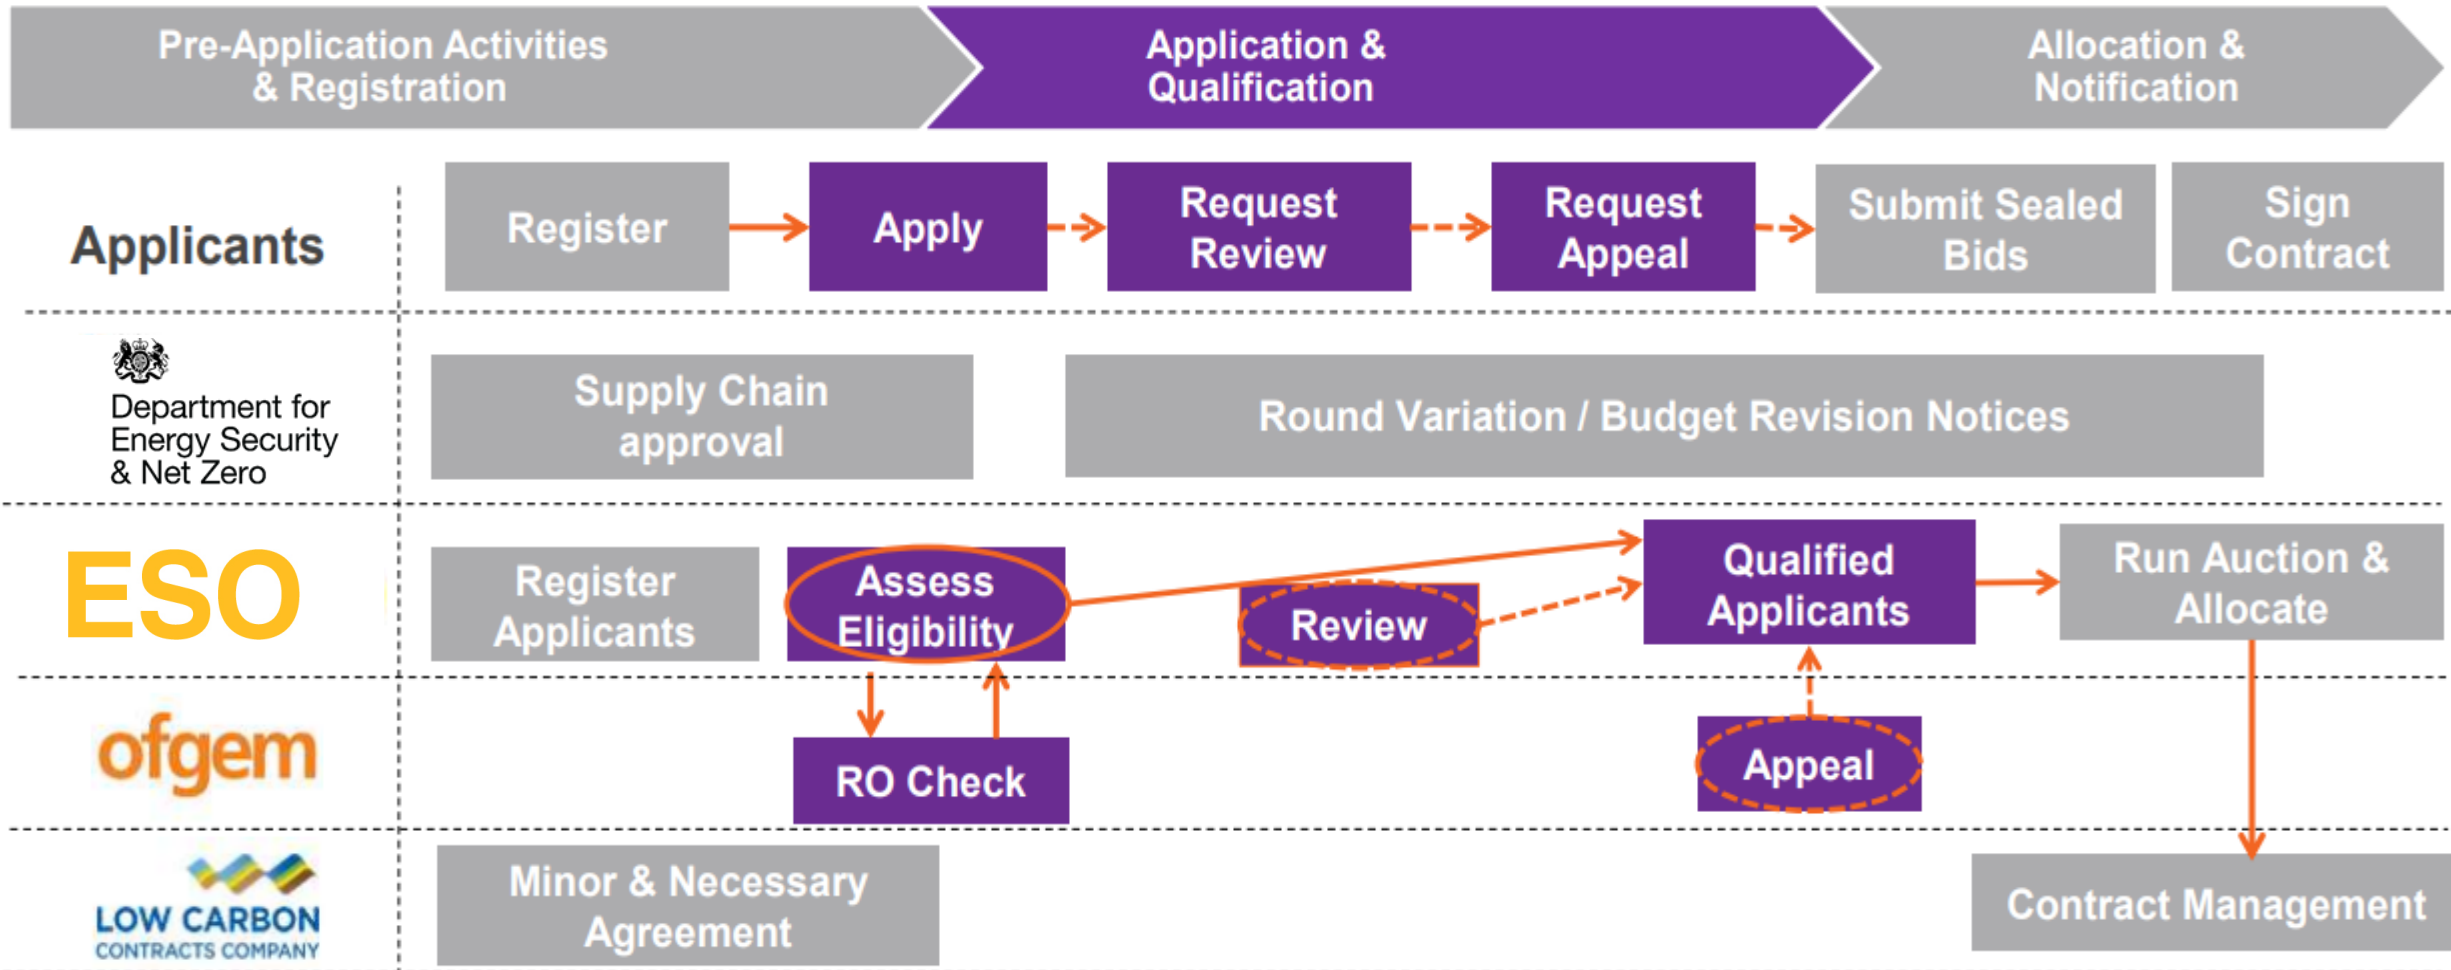 Pre-Application Activities
& Registration
Application &
Qualification
Allocation &
Notification
Applicants
Register
Apply
Request
Review
Request
Appeal
Submit Sealed
Bids
Sign
Contract
Department for
Energy Security
& Net Zero
Supply Chain
approval
Round Variation / Budget Revision Notices
ESO
Register
Applicants
Assess
Eligibility
Review
Qualified
Applicants
Run Auction &
Allocate
ofgem
RO Check
Appeal
LOW CARBON
CONTRACTS COMPANY
Minor & Necessary
Agreement
Contract Management